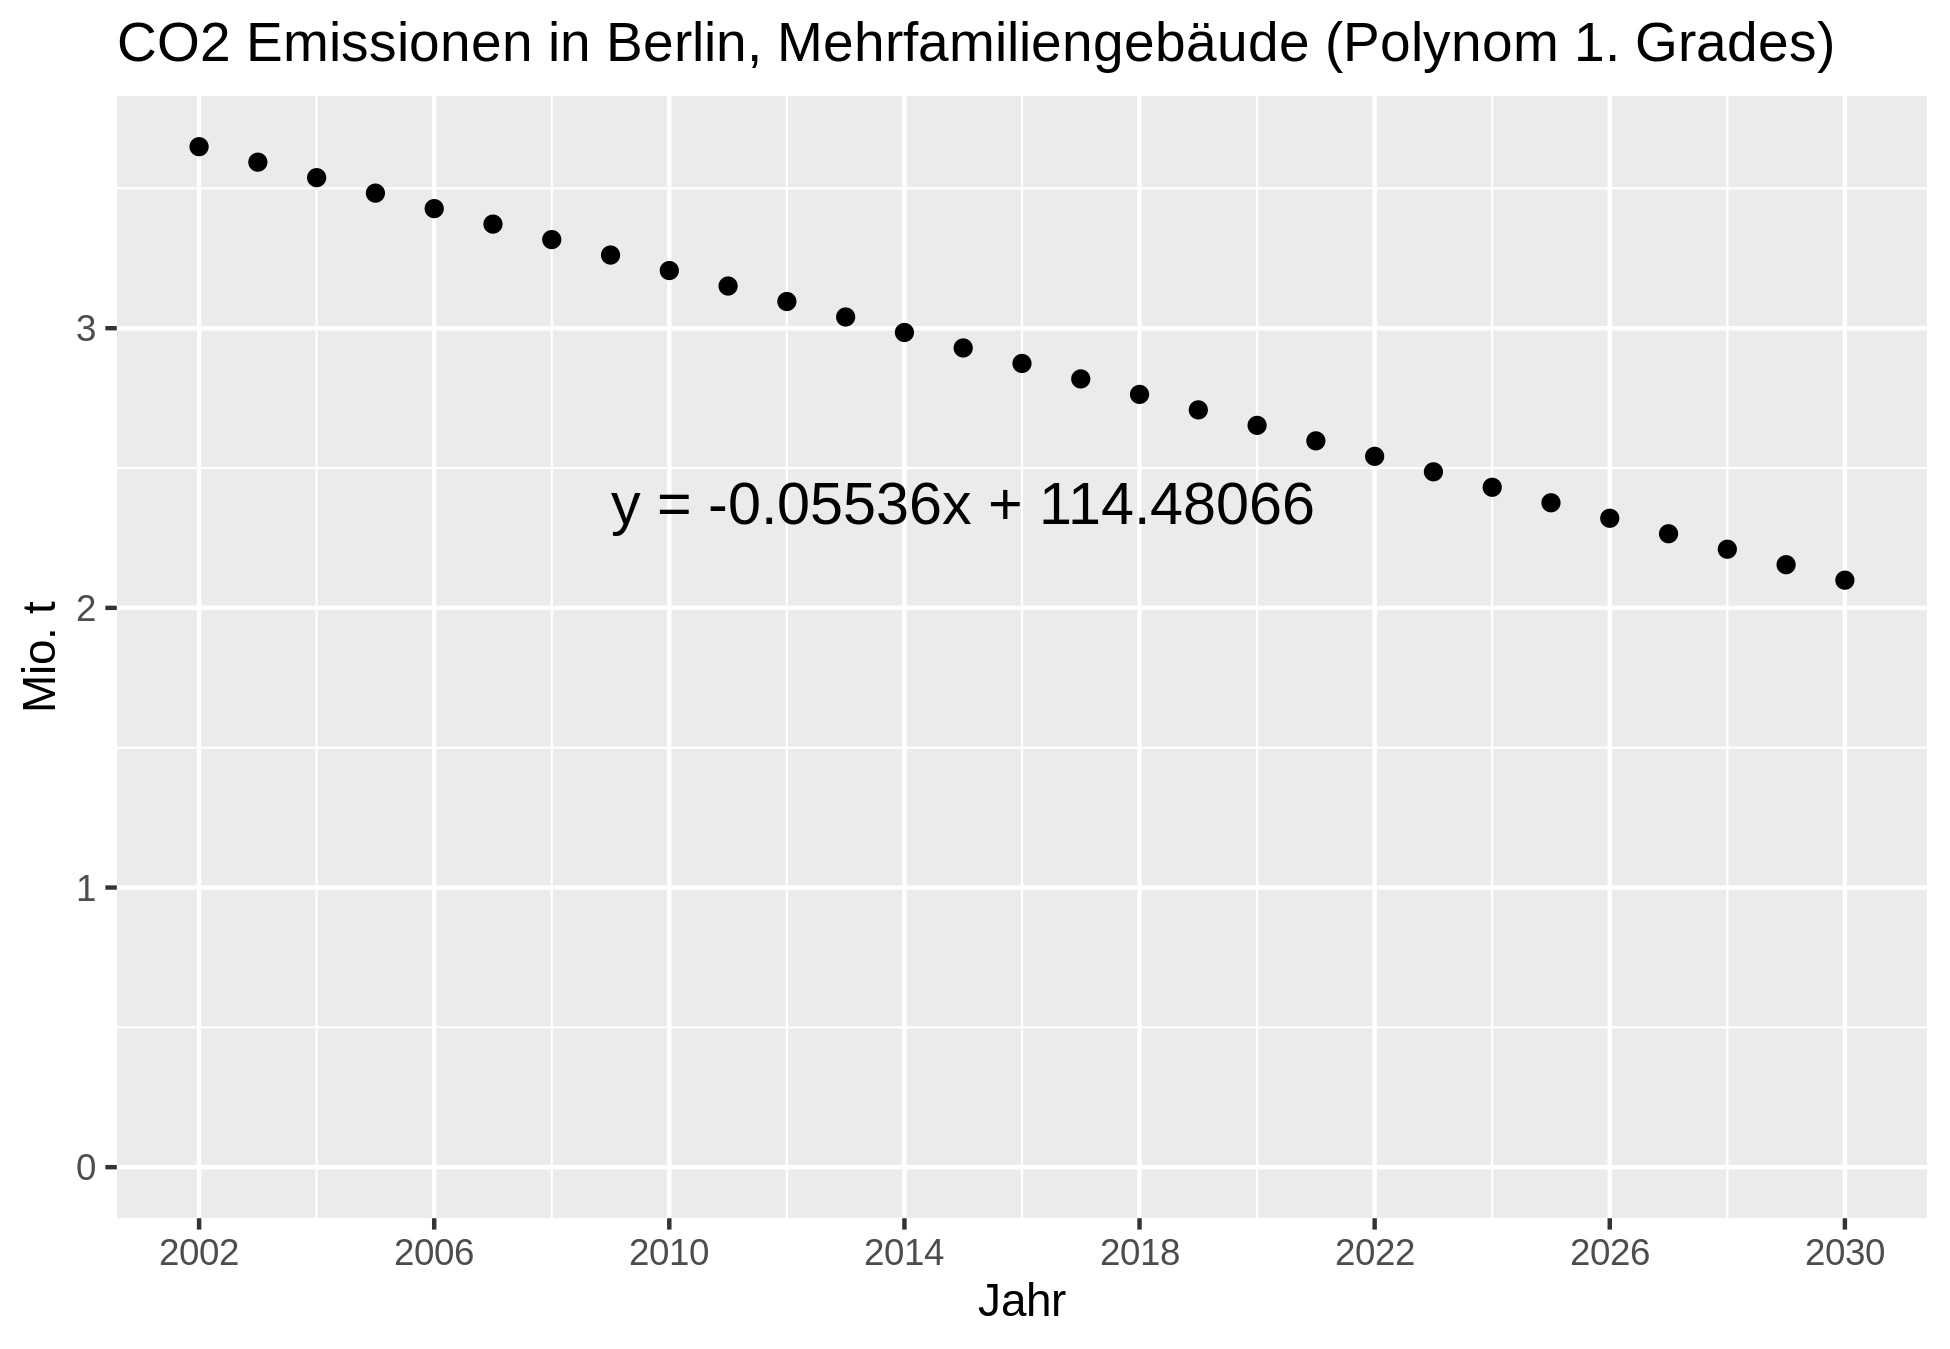 CO2 Emissionen in Berlin, Mehrfamiliengebäude (Polynom 1. Grades)
3
y = -0.05536x + 114.48066
2
Mio. t
1
0
2002 2006 2010 2014 2018 2022 2026 2030
Jahr